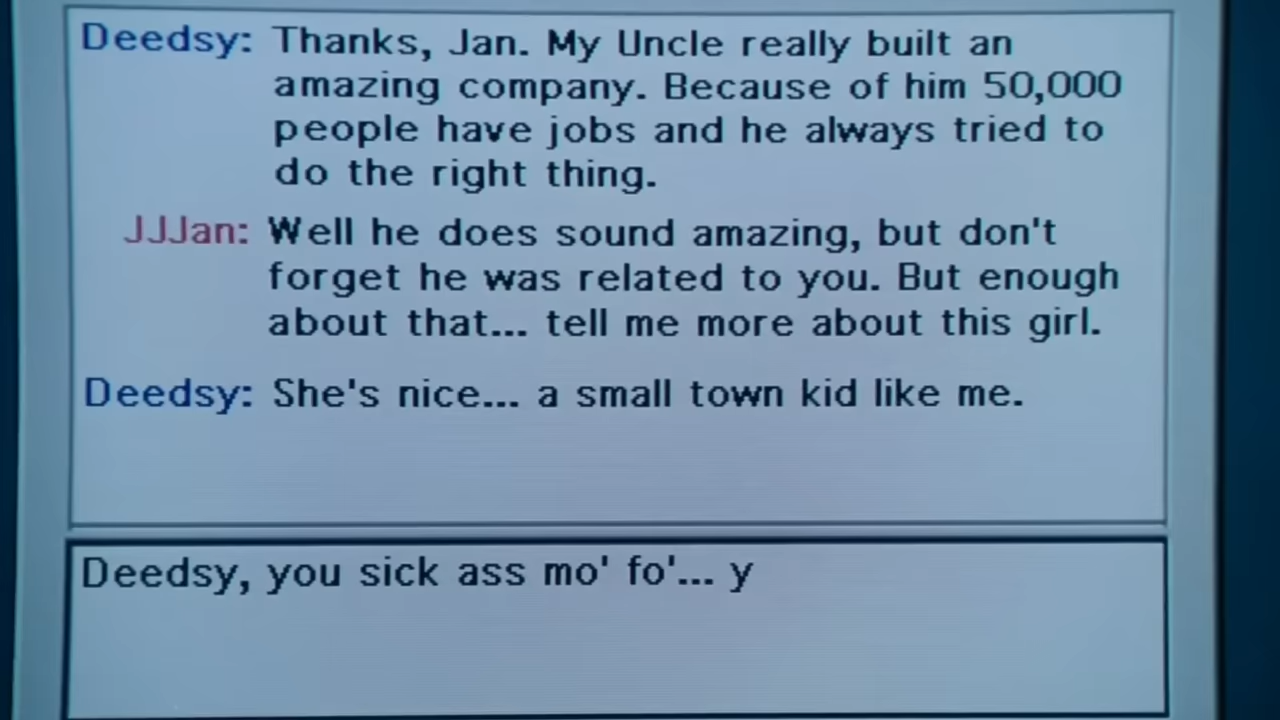 Deedsy: Thanks, Jan. My Uncle really built an
amazing company. Because of him 50,000
people have jobs and he always tried to
do the right thing.
JJJan: Well he does sound amazing, but don't
forget he was related to you. But enough
about that... tell me more about this girl.
Deedsy: She's nice... a small town kid like me.
Deedsy, you sick ass mo' fo'... y